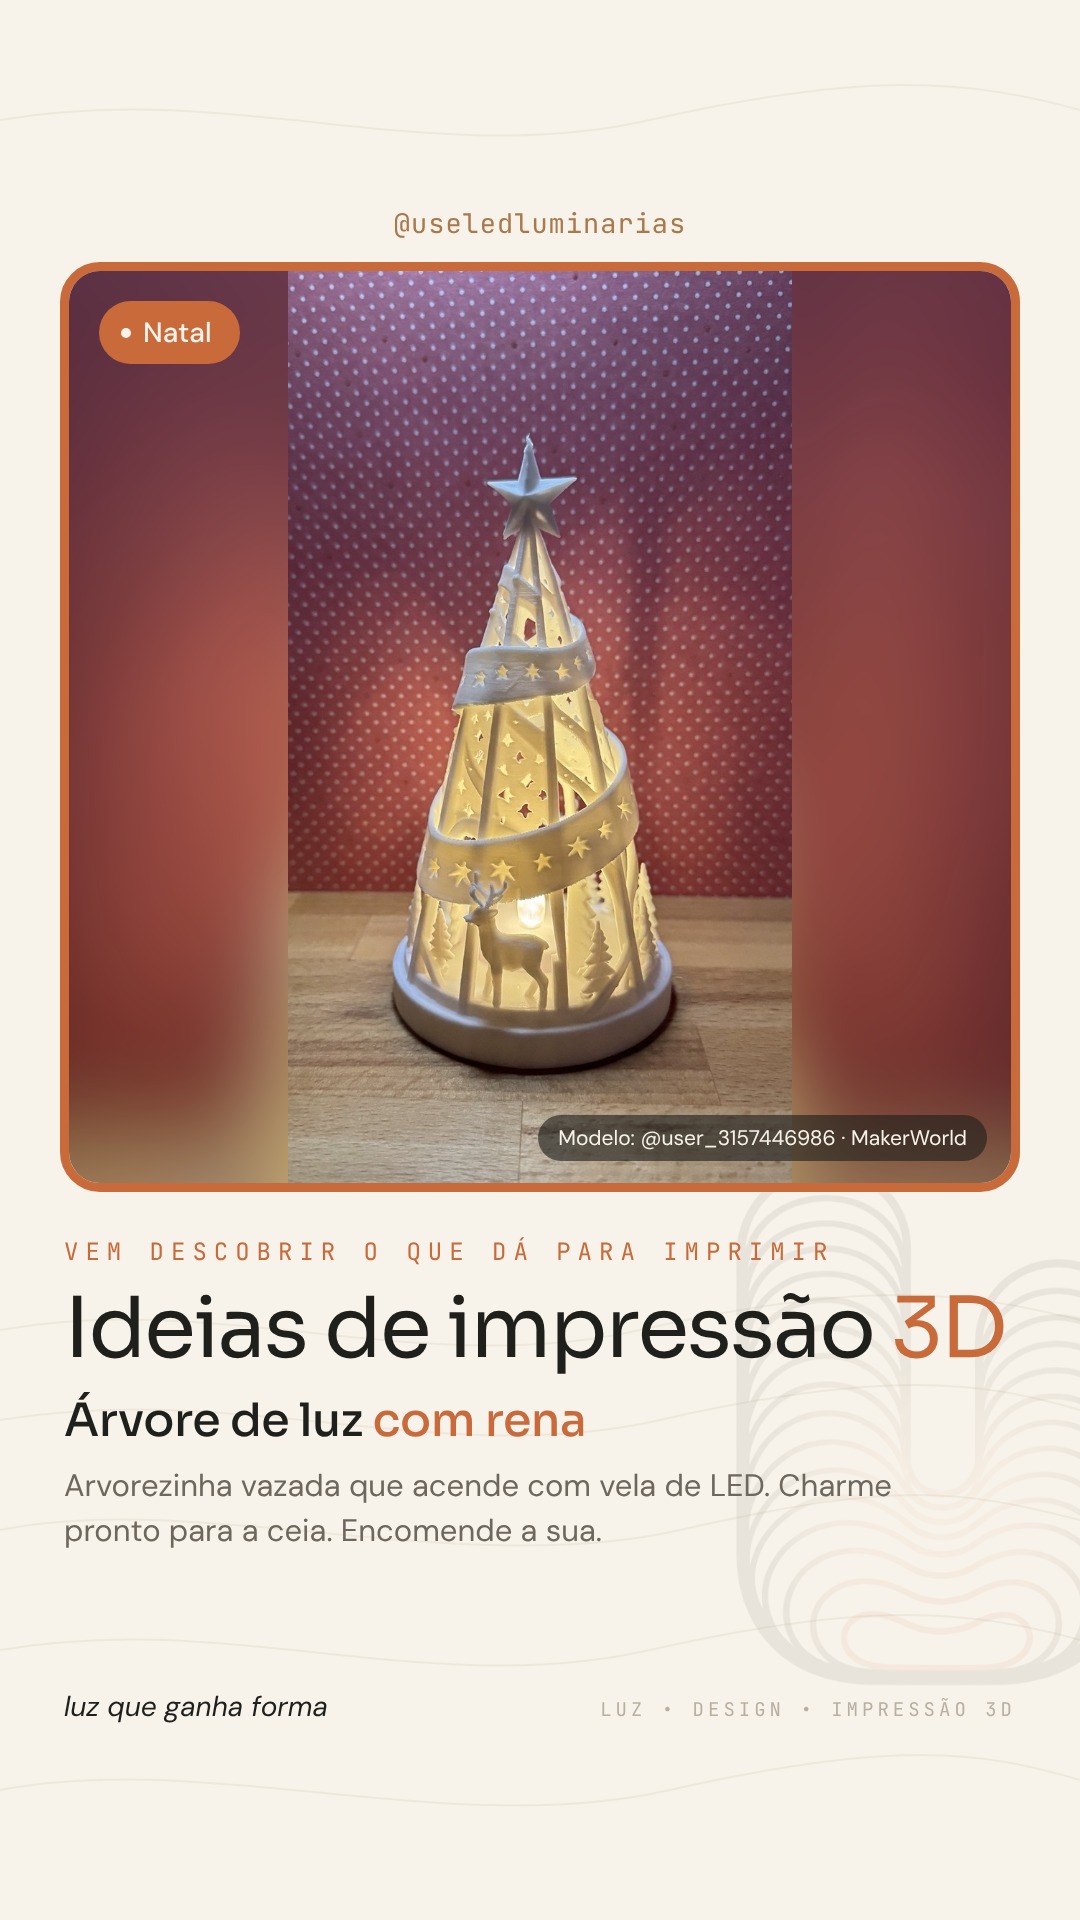 @useledluminarias
• Natal
Modelo: @user_3157446986 · MakerWorld
VEM DESCOBRIR O QUE DÁ PARA IMPRIMIR
Ideias de impressão 3D
Árvore de luz com rena
Arvorezinha vazada que acende com vela de LED. Charme
pronto para a ceia. Encomende a sua.
luz que ganha forma
LUZ • DESIGN • IMPRESSÃO 3D